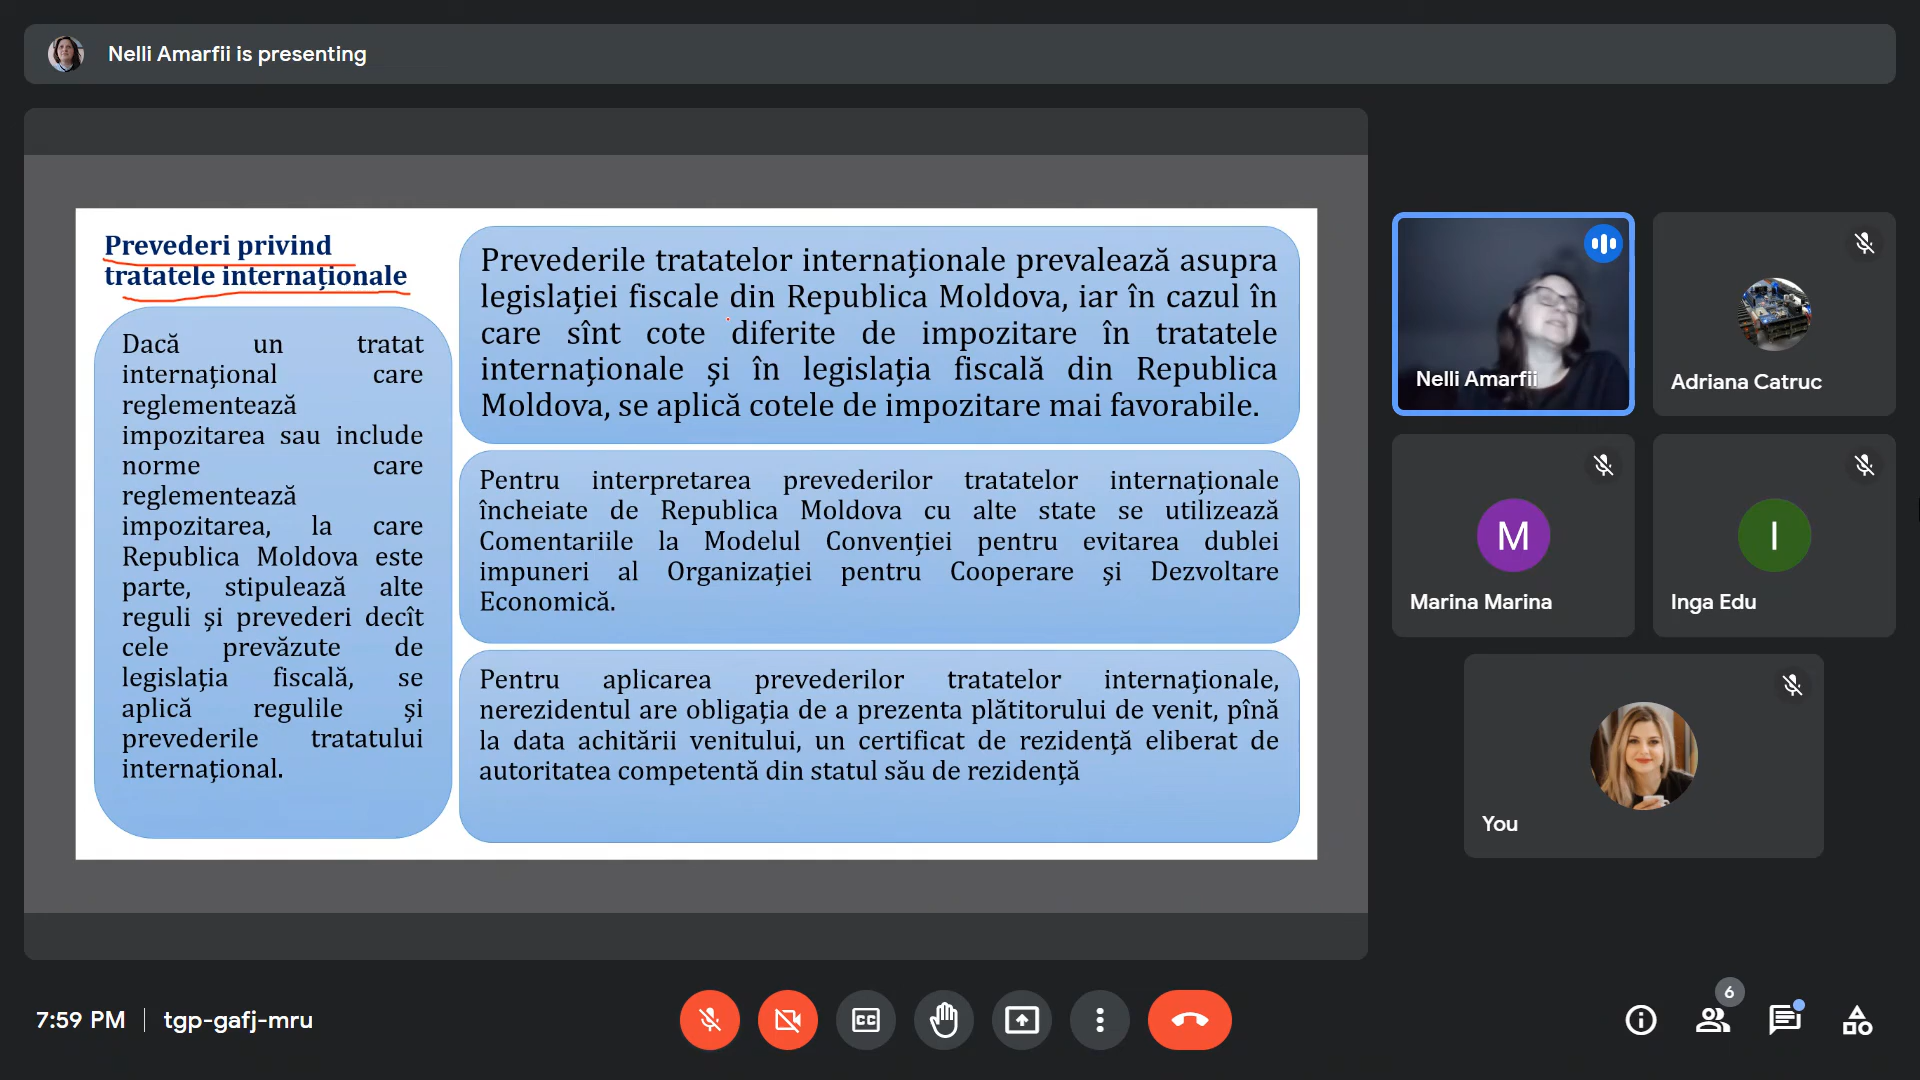 Nelli Amarfii is presenting
Prevederi privind
tratatele internaţionale
Dacă un tratat
internaţional care
reglementează
impozitarea sau include
norme care
reglementează
impozitarea, la care
Republica Moldova este
parte, stipulează alte
reguli şi prevederi decît
cele prevăzute de
legislaţia fiscală, se
aplică regulile şi
prevederile tratatului
internaţional.
Prevederile tratatelor internaţionale prevalează asupra
legislaţiei fiscale din Republica Moldova, iar în cazul în
care sînt cote diferite de impozitare în tratatele
internaţionale şi în legislaţia fiscală din Republica
Moldova, se aplică cotele de impozitare mai favorabile.
Pentru interpretarea prevederilor tratatelor internaţionale
încheiate de Republica Moldova cu alte state se utilizează
Comentariile la Modelul Convenţiei pentru evitarea dublei
impuneri al Organizaţiei pentru Cooperare şi Dezvoltare
Economică.
Pentru aplicarea prevederilor tratatelor internaţionale,
nerezidentul are obligaţia de a prezenta plătitorului de venit, pînă
la data achitării venitului, un certificat de rezidenţă eliberat de
autoritatea competentă din statul său de rezidenţă
Nelli Amarfii
Adriana Catruc
M
Marina Marina
I
Inga Edu
You
7:59 PM
tgp-gafj-mru
CC
6